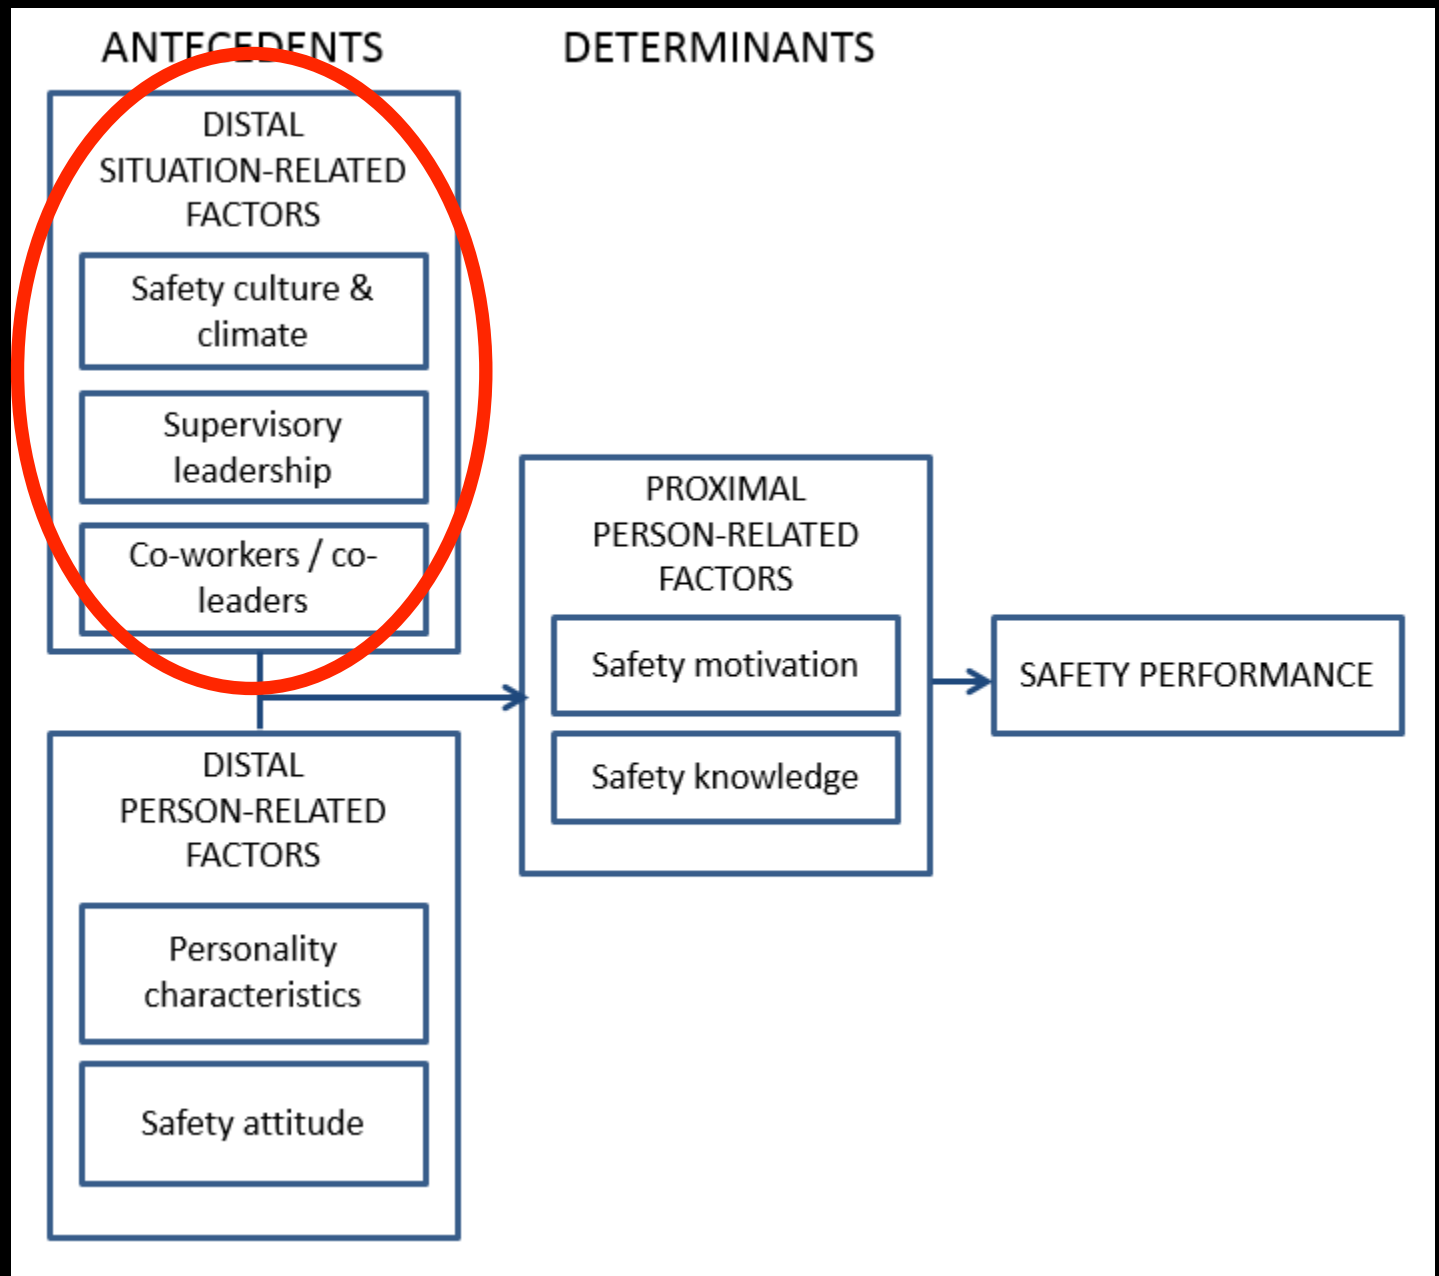 ANTECEDENTS
DETERMINANTS
DISTAL
SITUATION-RELATED
FACTORS
Safety culture &
climate
Supervisory
leadership
Co-workers / co-
leaders
DISTAL
PERSON-RELATED
FACTORS
Personality
characteristics
Safety attitude
PROXIMAL
PERSON-RELATED
FACTORS
Safety motivation
Safety knowledge
SAFETY PERFORMANCE